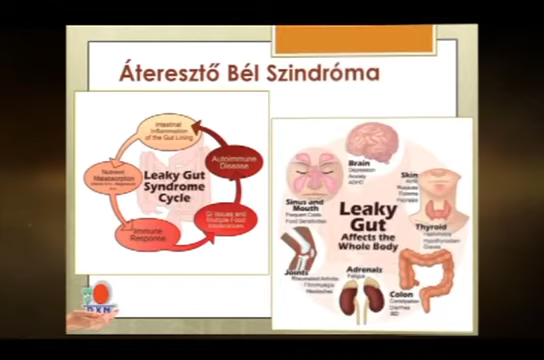 Áteresztő Bél Szindróma
Intestinal
Inflammation
of the Gut Lining
Autoimmune
Disease
GI Issues and
Multiple Food
Intolerances
Immune
Response
Nutrient
Malabsorption
Leaky Gut
Syndrome
Cycle
Brain
Depression
Anxiety
ADHD
Skin
Acne
Rosacea
Eczema
Psoriasis
Sinus and
Mouth
Frequent Colds
Food Sensitivities
Leaky
Gut
Affects the
Whole Body
Thyroid
Hashimotos
Hypothyroidism
Graves
Joints
Rheumatoid Arthritis
Fibromyalgia
Headaches
Adrenals
Fatigue
Colon
Constipation
Diarrhea
IBD
DXN